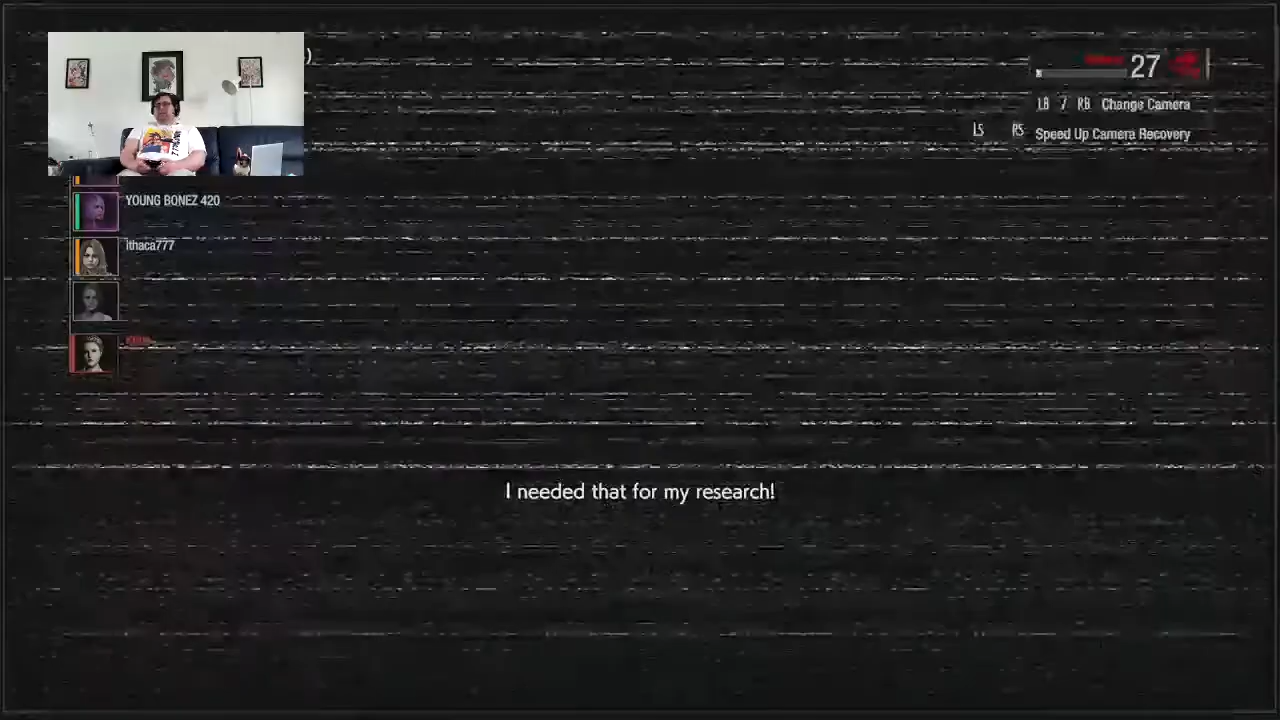 )
27
LB / RB Change Camera
LS RS Speed Up Camera Recovery
YOUNG BONEZ 420
ithaca777
I needed that for my research!